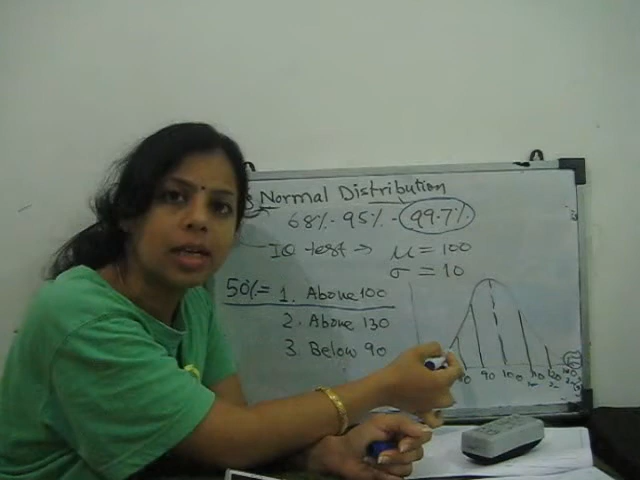 Normal Distribution
68%. 95%. 99.7%
IQ test → μ = 100
σ = 10
50% = 1. Above 100
2. Above 130
3. Below 90
90 100 110